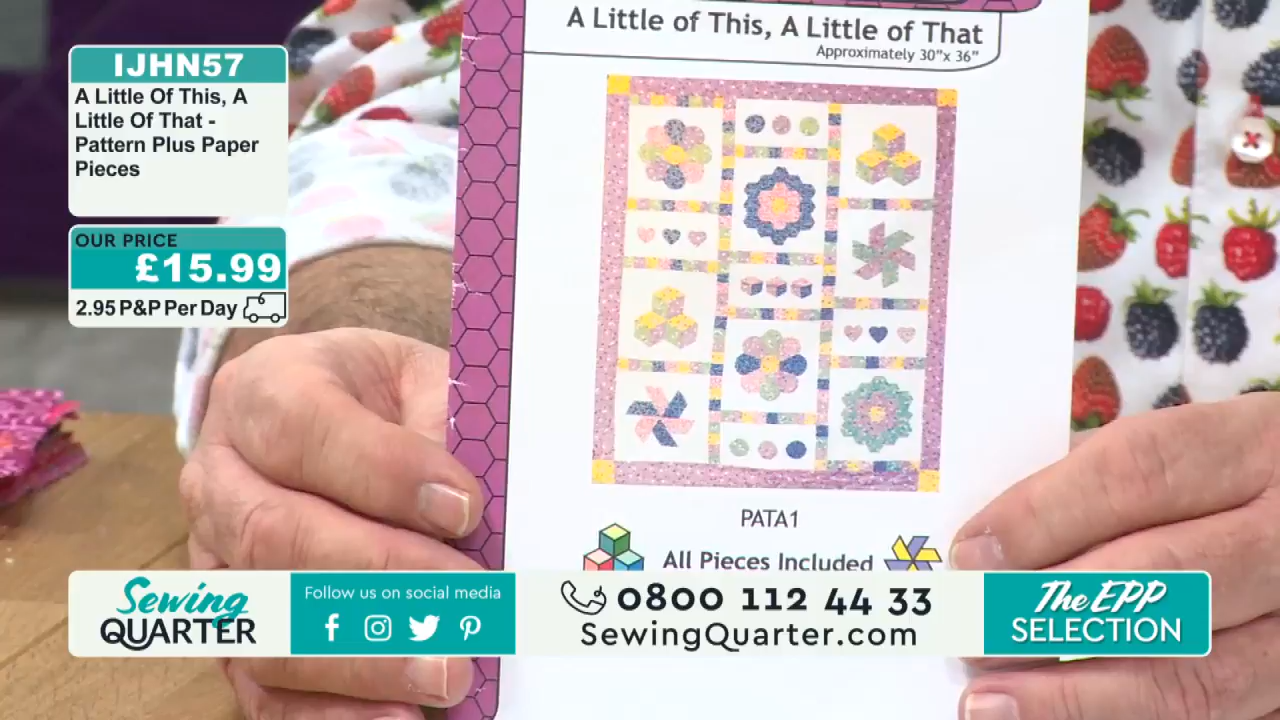 A Little of This, A Little of That
Approximately 30”x 36”
IJHN57
A Little Of This, A
Little Of That -
Pattern Plus Paper
Pieces
OUR PRICE
£15.99
2.95 P&P Per Day
PATA1
All Pieces Included
Sewing
QUARTER
Follow us on social media
0800 112 44 33
SewingQuarter.com
The EPP
SELECTION